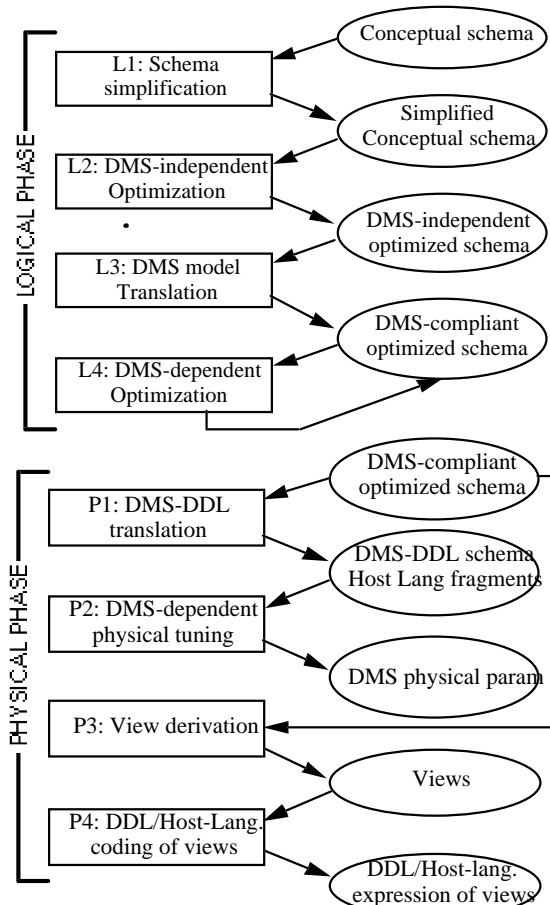 LOGICAL PHASE
Conceptual schema
L1: Schema
simplification
Simplified
Conceptual schema
L2: DMS-independent
Optimization
DMS-independent
optimized schema
L3: DMS model
Translation
DMS-compliant
optimized schema
L4: DMS-dependent
Optimization
PHYSICAL PHASE
DMS-compliant
optimized schema
P1: DMS-DDL
translation
DMS-DDL schema
Host Lang fragments
P2: DMS-dependent
physical tuning
DMS physical param
P3: View derivation
Views
P4: DDL/Host-Lang.
coding of views
DDL/Host-lang.
expression of views